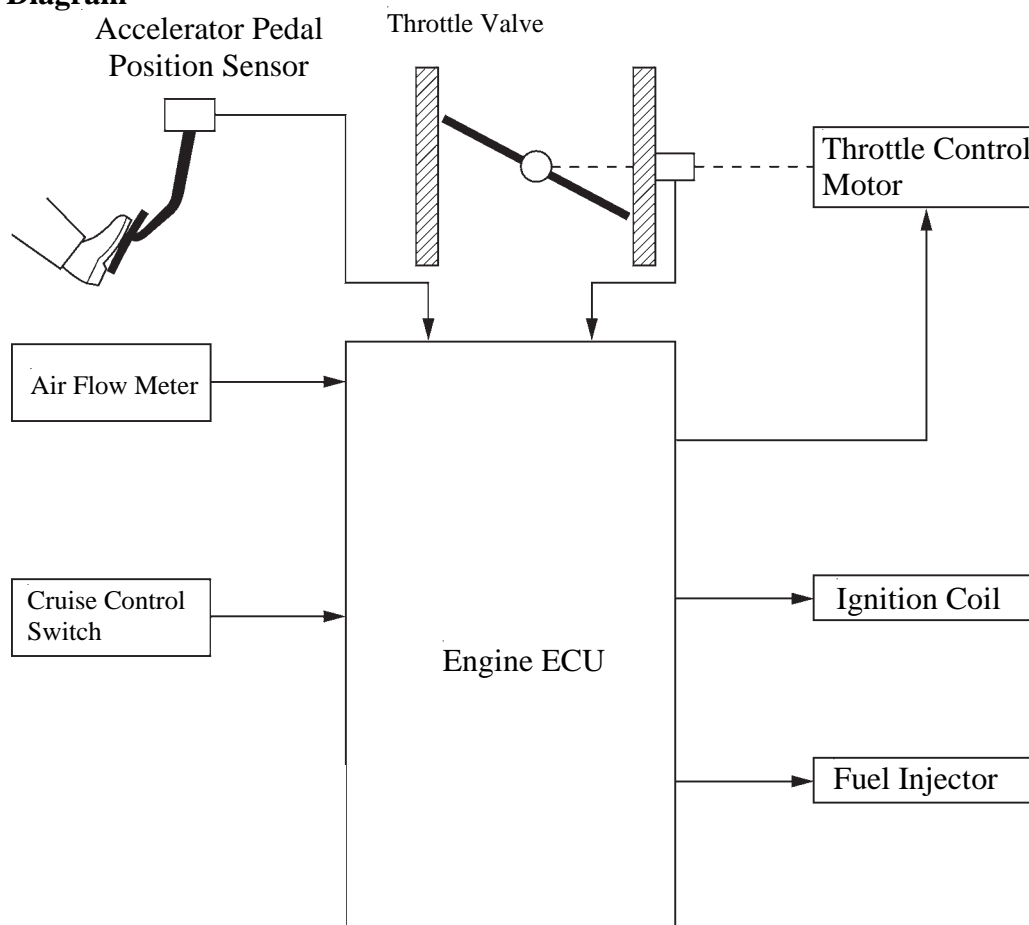 Diagram
Accelerator Pedal
Position Sensor
Throttle Valve
Throttle Control
Motor
Air Flow Meter
Cruise Control
Switch
Engine ECU
Ignition Coil
Fuel Injector